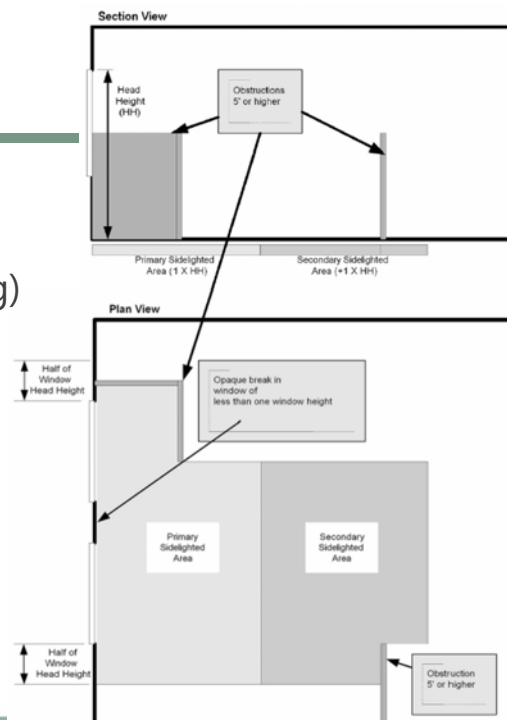 Section View
Head
Height
(HH)
Obstructions
5' or higher
Primary Sidelighted
Area (1 X HH)
Secondary Sidelighted
Area (+1 X HH)
g)
Plan View
Half of
Window
Head Height
Opaque break in
window of
less than one window height
Primary
Sidelighted
Area
Secondary
Sidelighted
Area
Half of
Window
Head Height
Obstruction
5' or higher